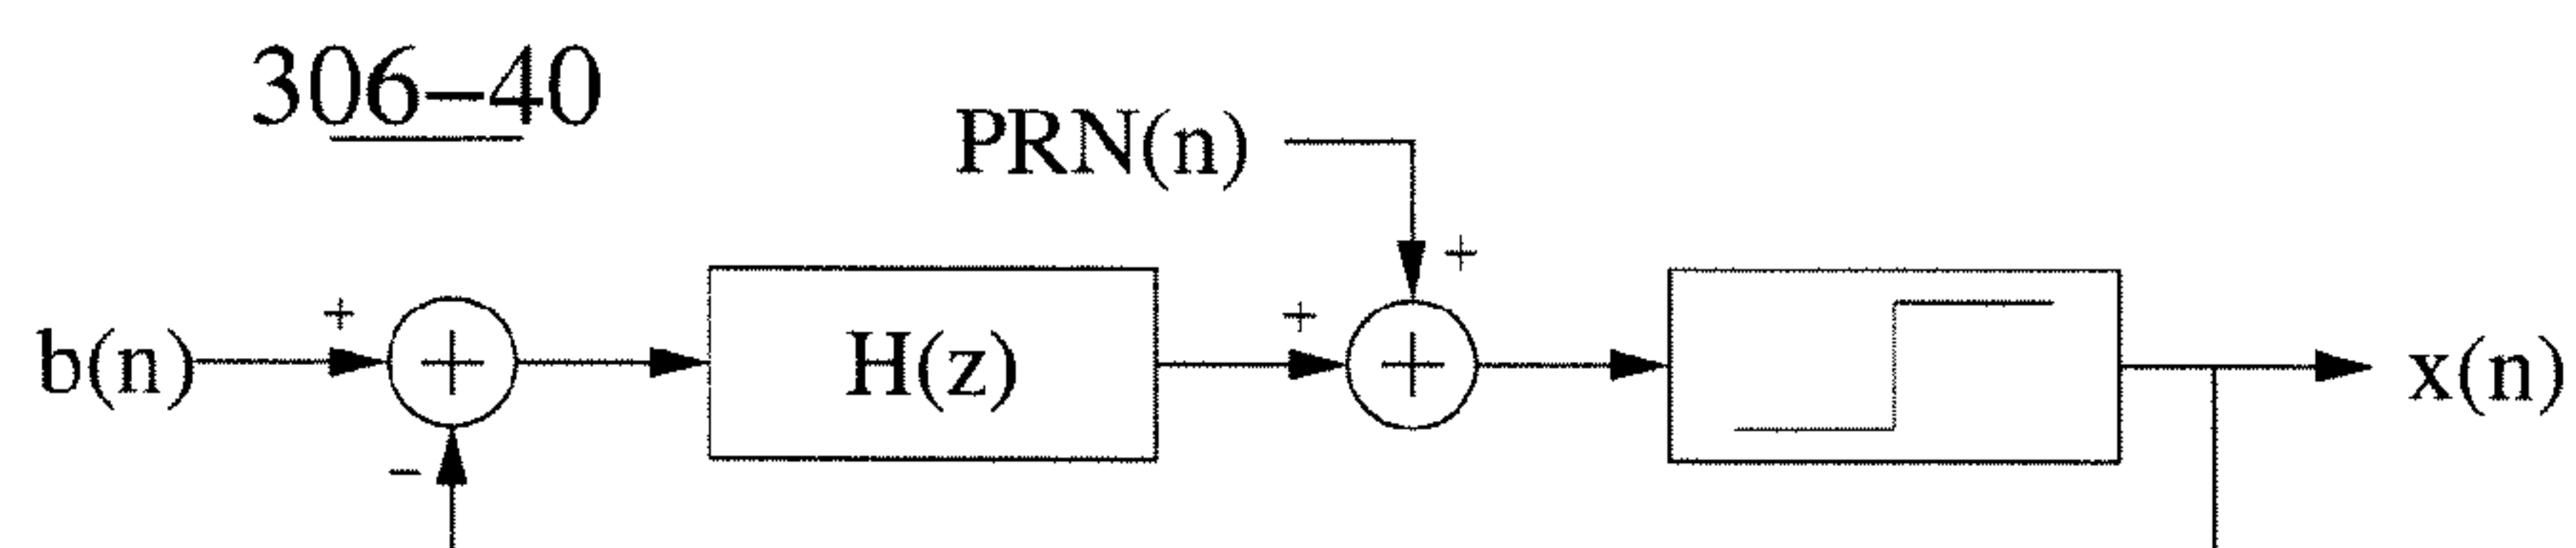 306–40
PRN(n)
+
+
+
b(n)
+
H(z)
+
x(n)
−